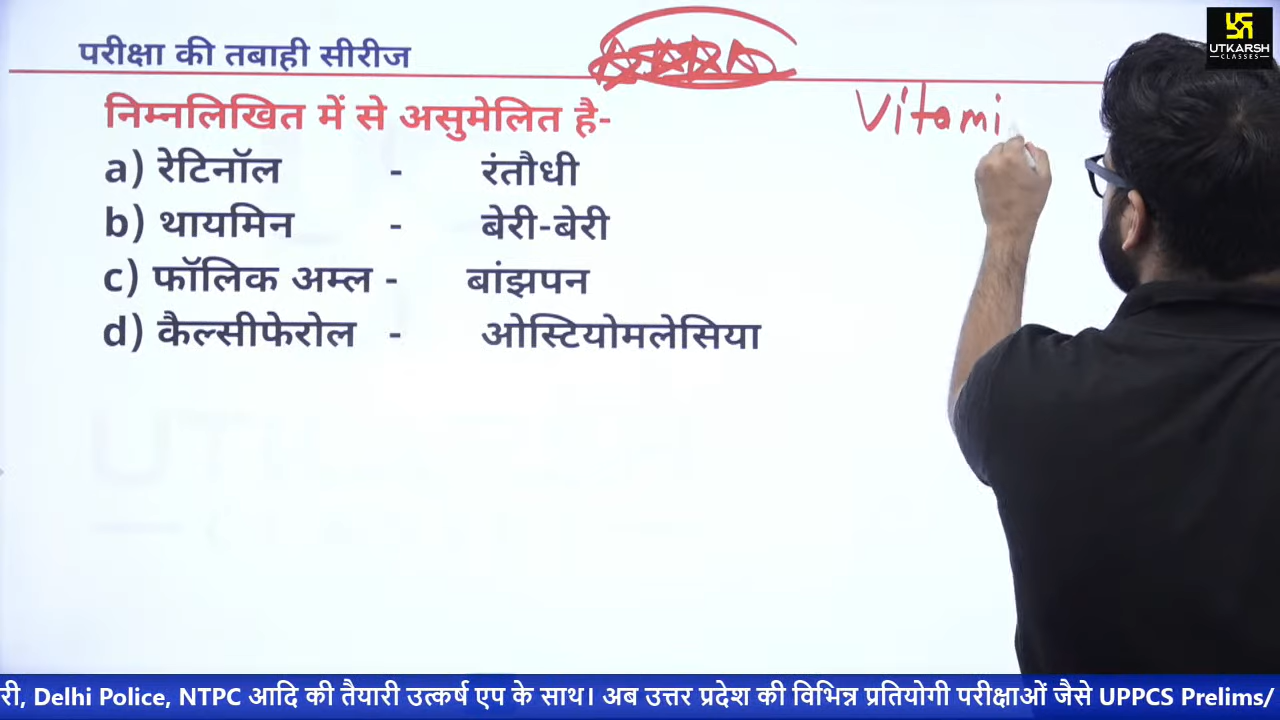 परीक्षा की तबाही सीरीज
UTKARSH
CLASSES
Vitami
निम्नलिखित में से असुमेलित है-
a) रेटिनॉल - रंतौधी
b) थायमिन - बेरी-बेरी
c) फॉलिक अम्ल - बांझपन
d) कैल्सीफेरोल - ओस्टियोमलेसिया
री, Delhi Police, NTPC आदि की तैयारी उत्कर्ष एप के साथ। अब उत्तर प्रदेश की विभिन्न प्रतियोगी परीक्षाओं जैसे UPPCS Prelims/